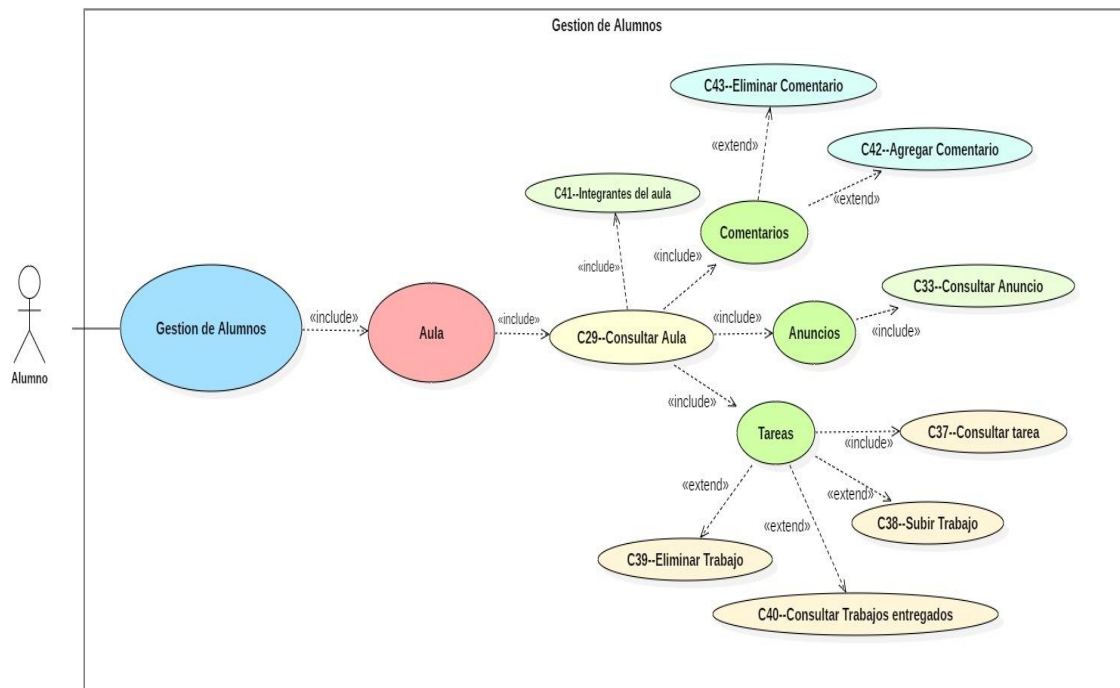 Gestion de Alumnos
C43--Eliminar Comentario
«extend»
C42--Agregar Comentario
«extend»
C41--Integrantes del aula
Comentarios
«include»
«include»
C33--Consultar Anuncio
«include»
Gestion de Alumnos
«include»
Aula
«include»
C29--Consultar Aula
«include»
Anuncios
Alumno
«include»
Tareas
C37--Consultar tarea
«include»
«extend»
«extend»
«extend»
C38--Subir Trabajo
C39--Eliminar Trabajo
C40--Consultar Trabajos entregados